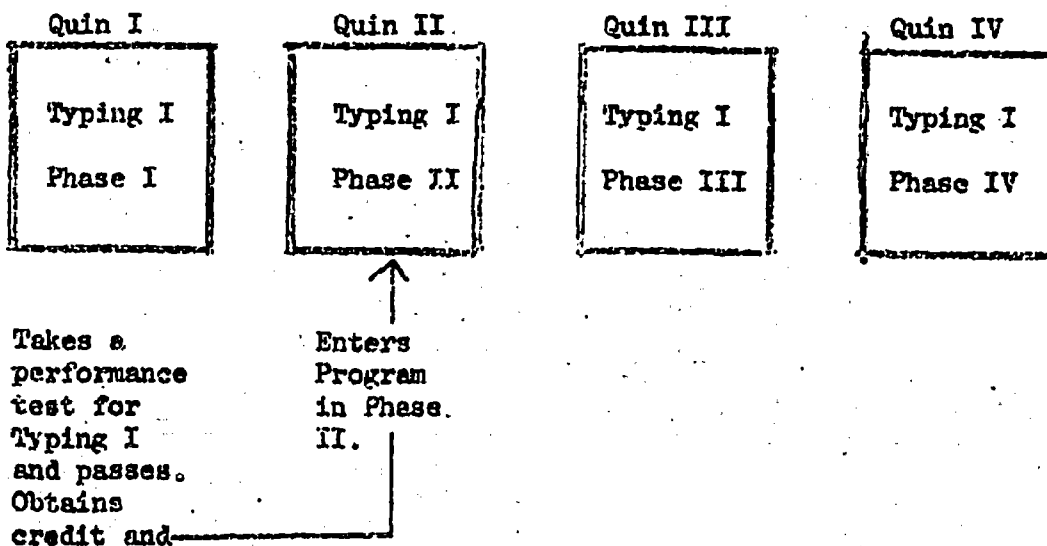 Quin I Quin II Quin III Quin IV
Typing I Typing I Typing I Typing I
Phase I Phase II Phase III Phase IV
Takes a
performance
test for
Typing I
and passes.
Obtains
credit and
Enters
Program
in Phase.
II.